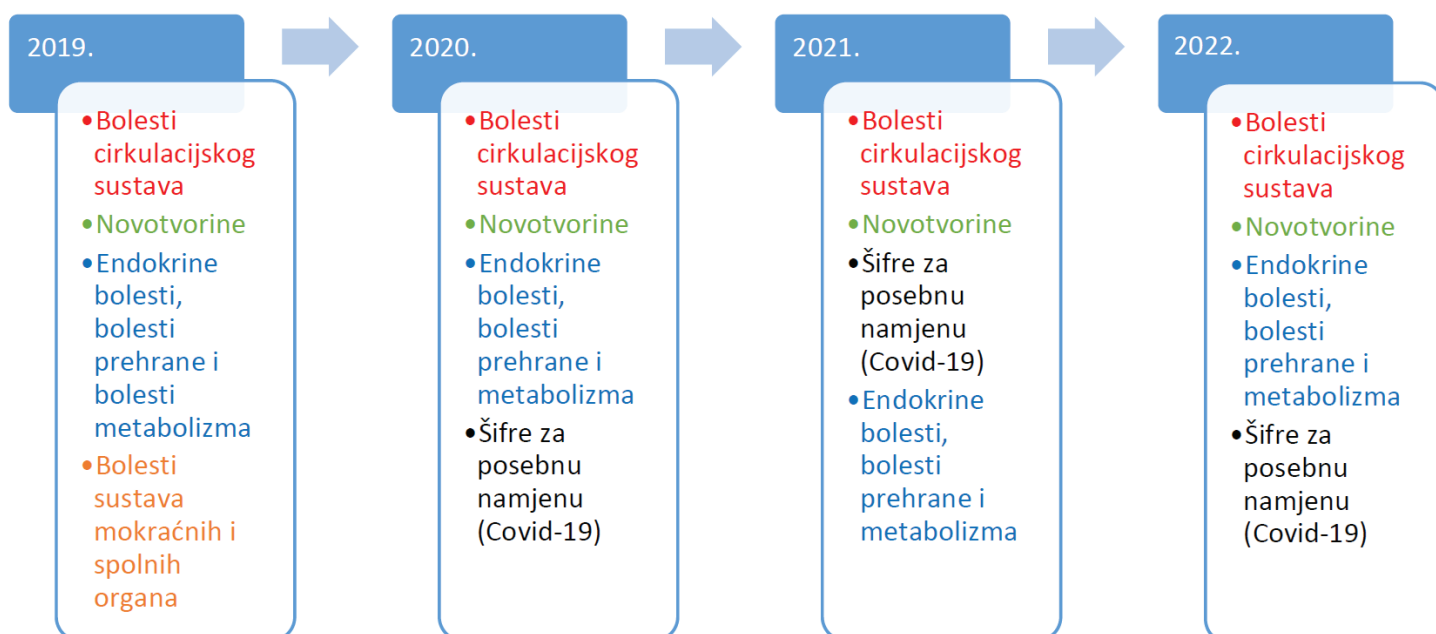 2019.
•Bolesti
cirkulacijskog
sustava
•Novotvorine
•Endokrine
bolesti,
bolesti
prehrane i
bolesti
metabolizma
•Bolesti
sustava
mokraćnih i
spolnih
organa
2020.
•Bolesti
cirkulacijskog
sustava
•Novotvorine
•Endokrine
bolesti,
bolesti
prehrane i
metabolizma
•Šifre za
posebnu
namjenu
(Covid-19)
2021.
•Bolesti
cirkulacijskog
sustava
•Novotvorine
•Šifre za
posebnu
namjenu
(Covid-19)
•Endokrine
bolesti,
bolesti
prehrane i
metabolizma
2022.
•Bolesti
cirkulacijskog
sustava
•Novotvorine
•Endokrine
bolesti,
bolesti
prehrane i
metabolizma
•Šifre za
posebnu
namjenu
(Covid-19)